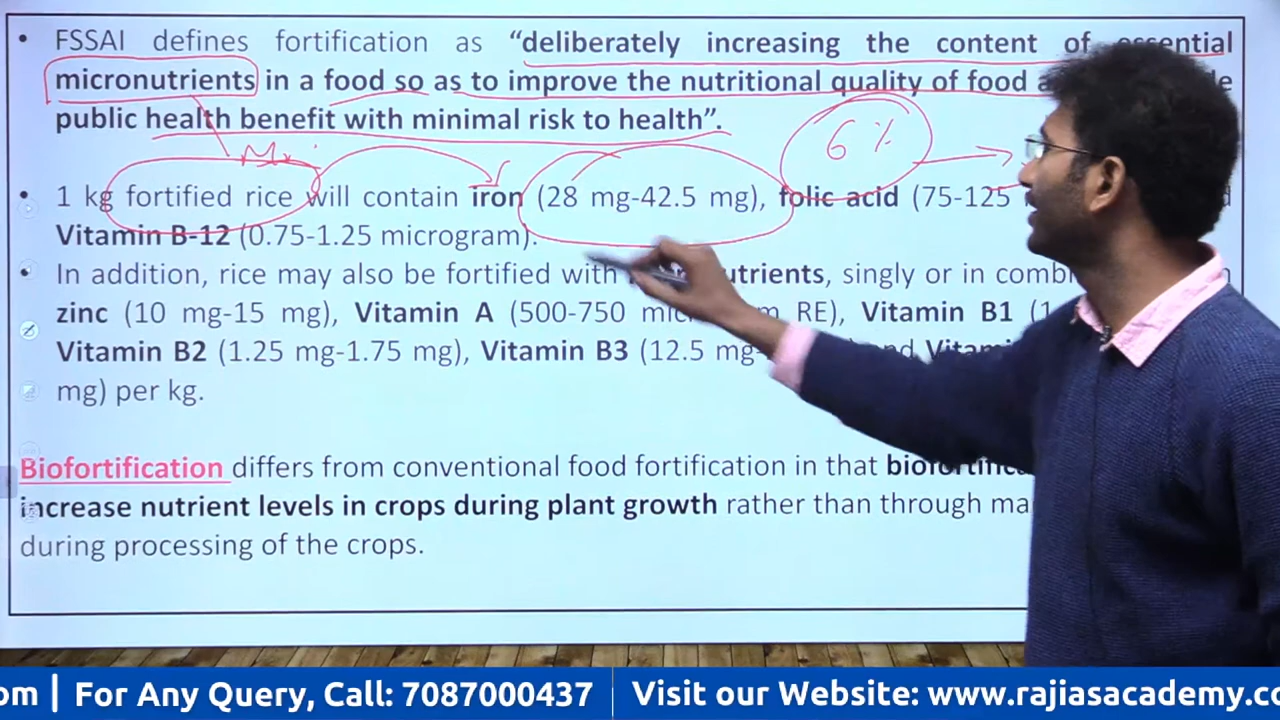 • FSSAI defines fortification as “deliberately increasing the content of essential
micronutrients in a food so as to improve the nutritional quality of food
public health benefit with minimal risk to health”.
6 %
• 1 kg fortified rice will contain iron (28 mg-42.5 mg), folic acid (75-125
Vitamin B-12 (0.75-1.25 microgram).
• In addition, rice may also be fortified with singly or in
zinc (10 mg-15 mg), Vitamin A (500-750 RE), Vitamin B1 (1
Vitamin B2 (1.25 mg-1.75 mg), Vitamin B3 (12.5 mg- and
mg) per kg.
Biofortification differs from conventional food fortification in that
increase nutrient levels in crops during plant growth rather than through
during processing of the crops.
om | For Any Query, Call: 7087000437 | Visit our Website: www.rajiasacademy.co